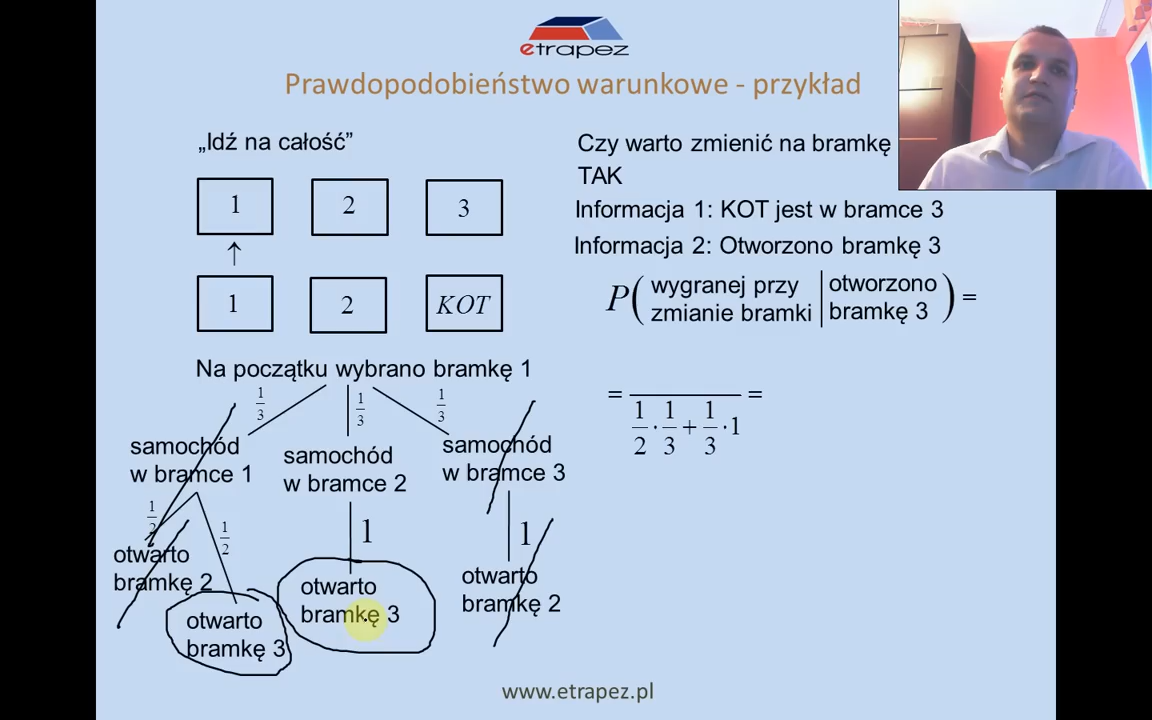 etrapez
Prawdopodobieństwo warunkowe - przykład
„Idź na całość”
1 2 3
↑
1 2 KOT
Na początku wybrano bramkę 1
1/3 1/3 1/3
samochód
w bramce 1
samochód
w bramce 2
samochód
w bramce 3
1/2 1/2 1 1
otwarto
bramkę 2
otwarto
bramkę 3
otwarto
bramkę 3
otwarto
bramkę 2
Czy warto zmienić na bramkę
TAK
Informacja 1: KOT jest w bramce 3
Informacja 2: Otworzono bramkę 3
P( wygranej przy zmianie bramki | otworzono bramkę 3 ) =
= / (1/2 · 1/3 + 1/3 · 1) =
www.etrapez.pl